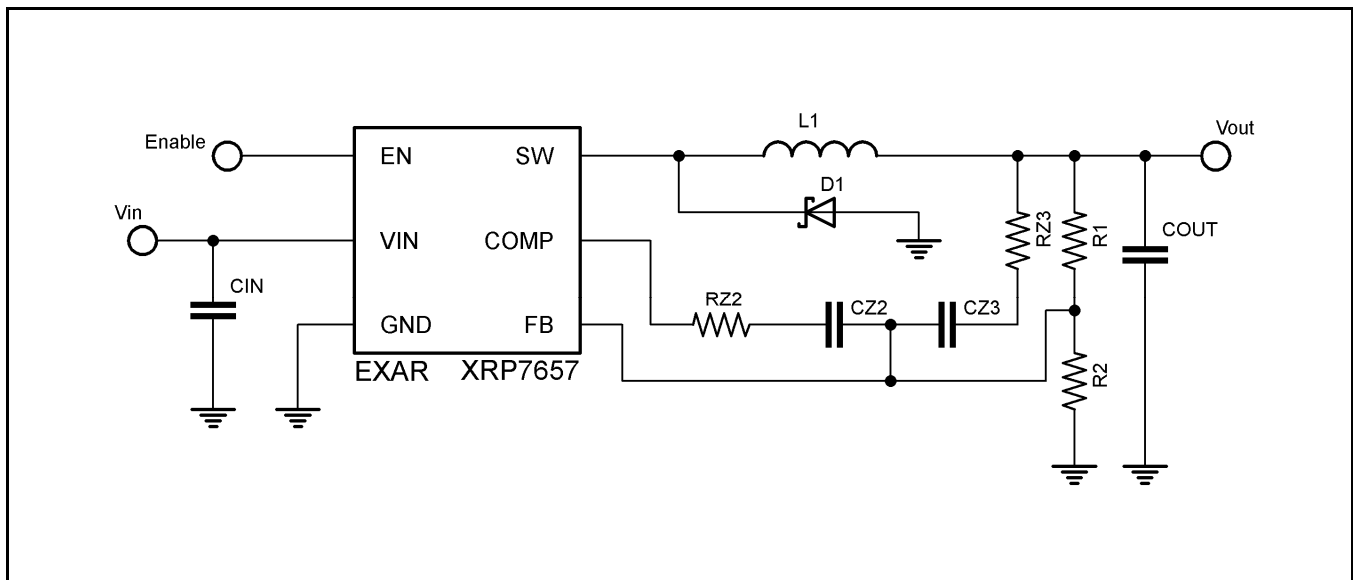 L1
Vout
Enable
EN
SW
D1
Vin
VIN
COMP
RZ3
R1
COUT
CIN
RZ2
CZ2
CZ3
GND
FB
R2
EXAR XRP7657